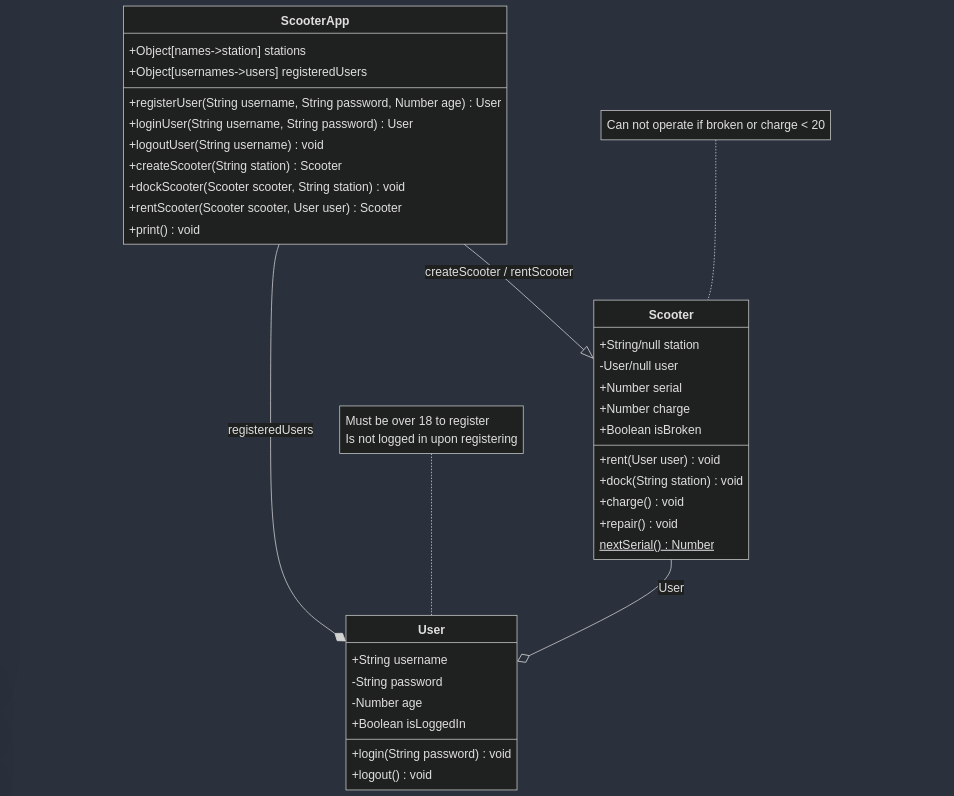 ScooterApp
+Object[names->station] stations
+Object[usernames->users] registeredUsers
+registerUser(String username, String password, Number age) : User
+loginUser(String username, String password) : User
+logoutUser(String username) : void
+createScooter(String station) : Scooter
+dockScooter(Scooter scooter, String station) : void
+rentScooter(Scooter scooter, User user) : Scooter
+print() : void
Can not operate if broken or charge < 20
createScooter / rentScooter
Scooter
+String/null station
-User/null user
+Number serial
+Number charge
+Boolean isBroken
+rent(User user) : void
+dock(String station) : void
+charge() : void
+repair() : void
nextSerial() : Number
registeredUsers
Must be over 18 to register
Is not logged in upon registering
User
User
+String username
-String password
-Number age
+Boolean isLoggedIn
+login(String password) : void
+logout() : void